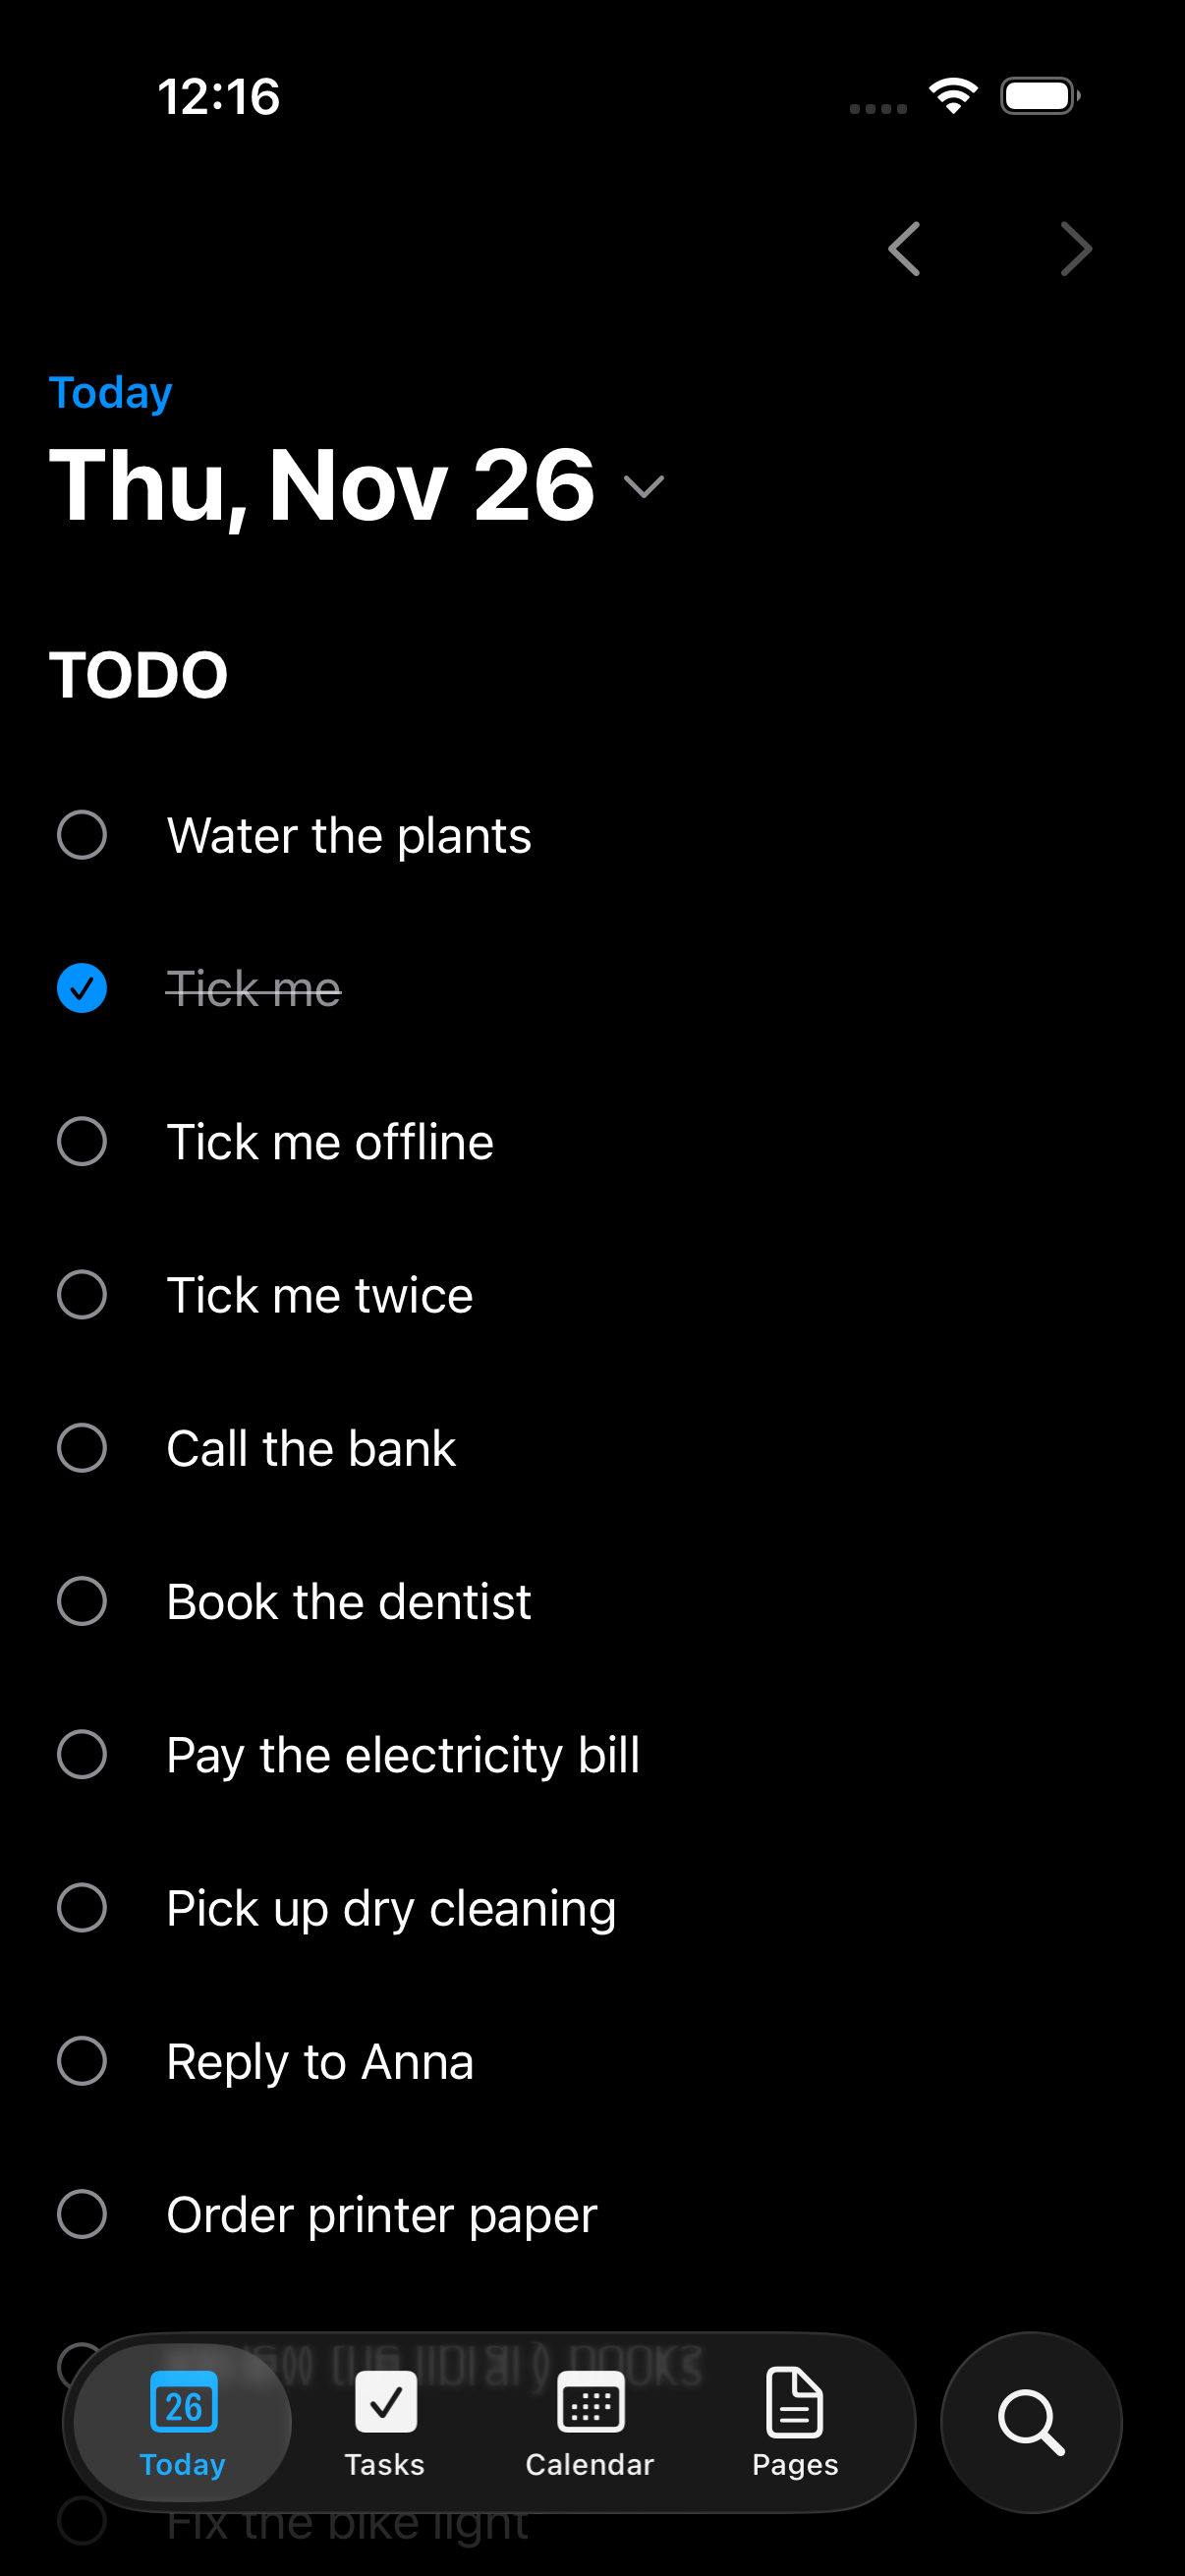 12:16
Today
Thu, Nov 26
TODO
Water the plants
Tick me
Tick me offline
Tick me twice
Call the bank
Book the dentist
Pay the electricity bill
Pick up dry cleaning
Reply to Anna
Order printer paper
26
Today
Tasks
Calendar
Pages
Fix the bike light